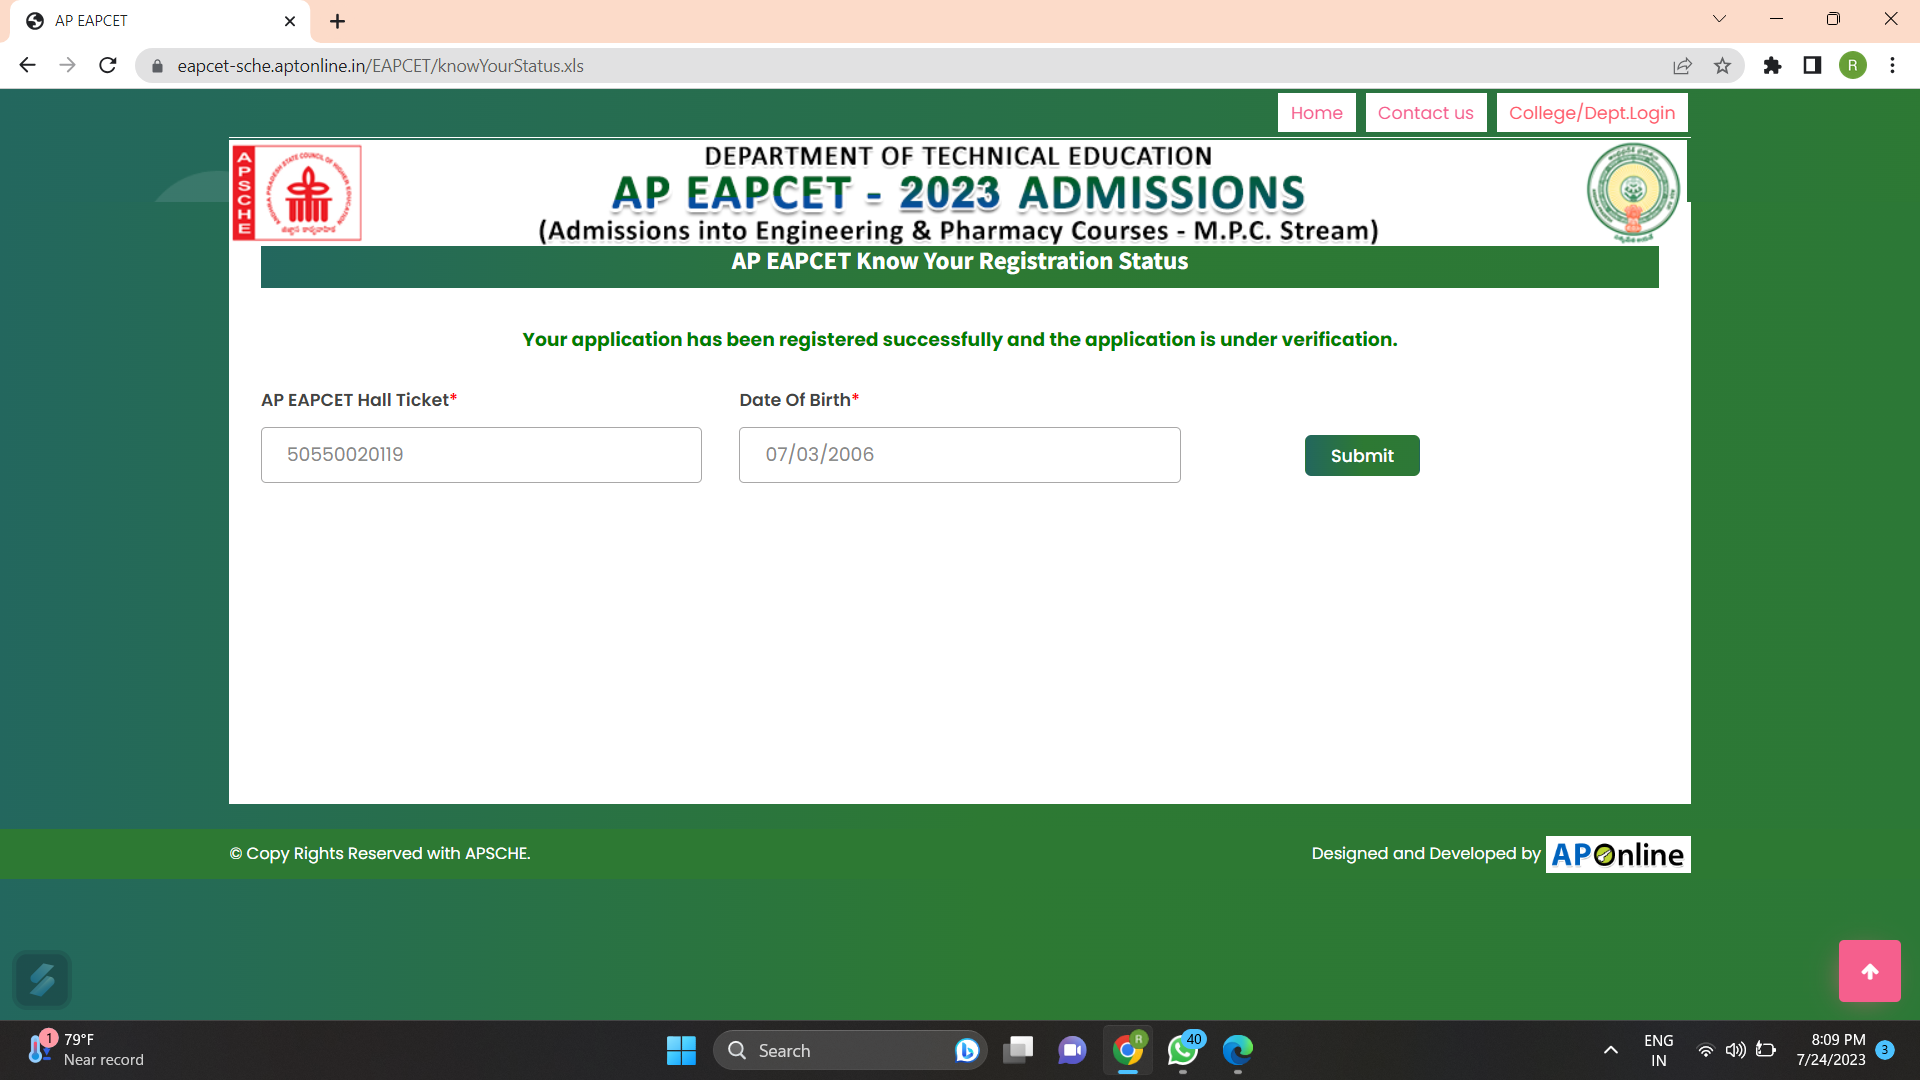 AP EAPCET
eapcet-sche.aptonline.in/EAPCET/knowYourStatus.xls
R
Home
Contact us
College/Dept.Login
APSCHE
DEPARTMENT OF TECHNICAL EDUCATION
AP EAPCET - 2023 ADMISSIONS
(Admissions into Engineering & Pharmacy Courses - M.P.C. Stream)
AP EAPCET Know Your Registration Status
Your application has been registered successfully and the application is under verification.
AP EAPCET Hall Ticket*
Date Of Birth*
50550020119
07/03/2006
Submit
© Copy Rights Reserved with APSCHE.
Designed and Developed by APOnline
1
79°F
Near record
Search
R
40
ENG
IN
8:09 PM
7/24/2023
3